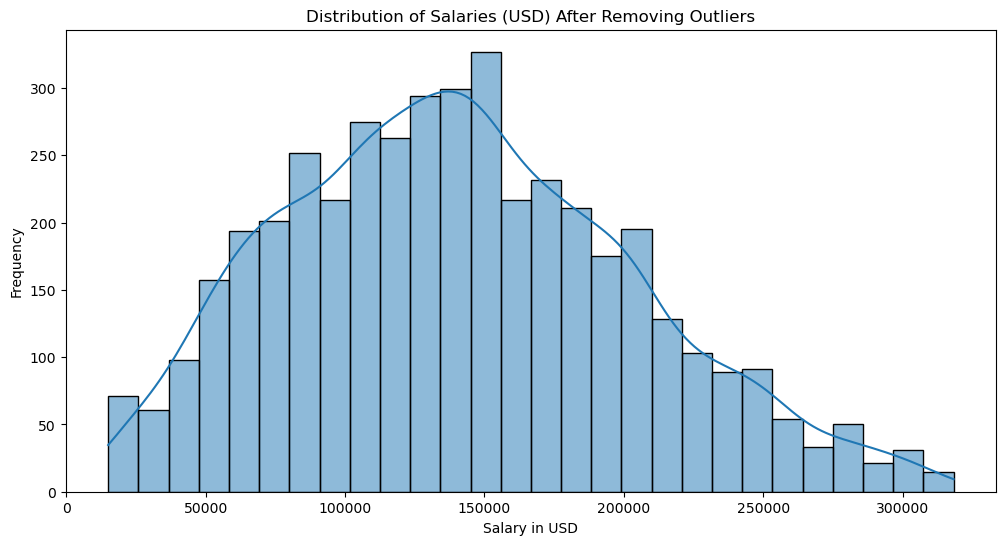 Distribution of Salaries (USD) After Removing Outliers
300
250
200
150
100
50
0
Frequency
0 50000 100000 150000 200000 250000 300000
Salary in USD